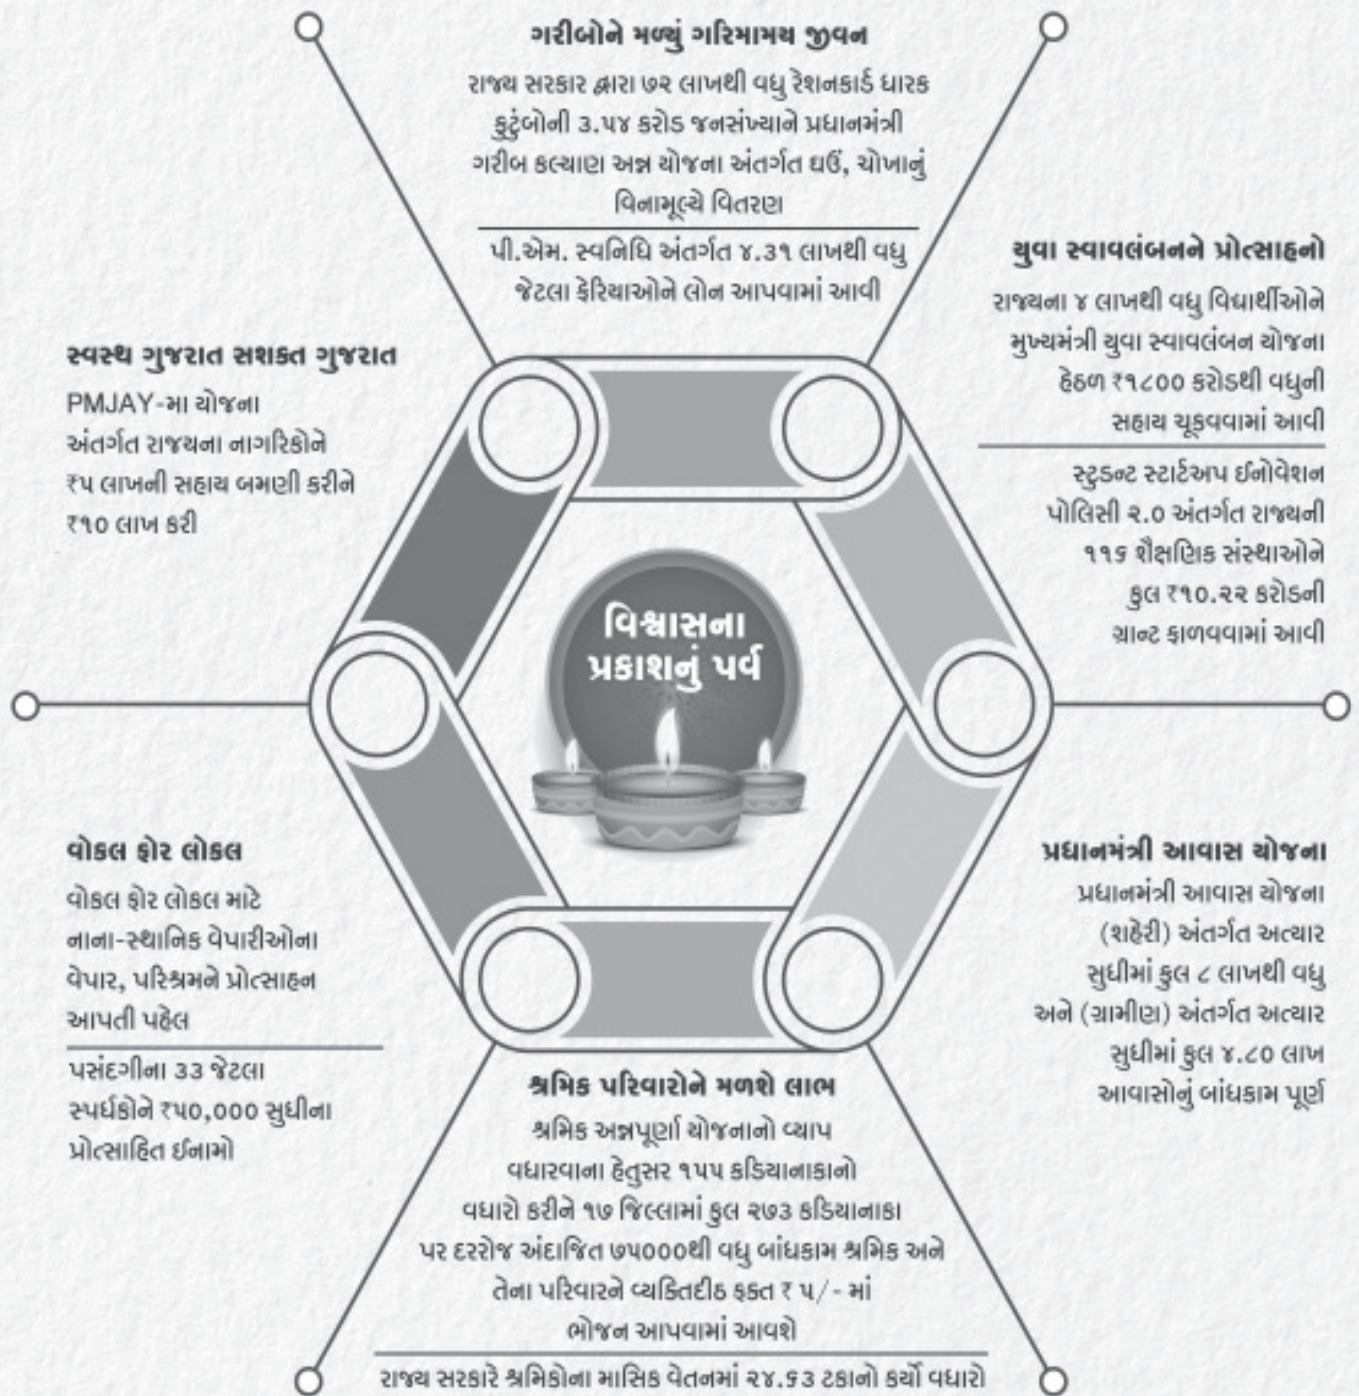 ગરીબોને મળ્યું ગરિમામય જીવન
રાજ્ય સરકાર દ્વારા ૭૨ લાખથી વધુ રેશનકાર્ડ ધારક
કુટુંબોની ૩.૫૪ કરોડ જનસંખ્યાને પ્રધાનમંત્રી
ગરીબ કલ્યાણ અન્ન યોજના અંતર્ગત ઘઉં, ચોખાનું
વિનામૂલ્યે વિતરણ
પી.એમ. સ્વનિધિ અંતર્ગત ૪.૩૧ લાખથી વધુ
જેટલા ફેરિયાઓને લોન આપવામાં આવી
યુવા સ્વાવલંબનને પ્રોત્સાહનો
રાજ્યના ૪ લાખથી વધુ વિદ્યાર્થીઓને
મુખ્યમંત્રી યુવા સ્વાવલંબન યોજના
હેઠળ ₹૧૮૦૦ કરોડથી વધુની
સહાય ચૂકવવામાં આવી
સ્ટુડન્ટ સ્ટાર્ટઅપ ઈનોવેશન
પોલિસી ૨.૦ અંતર્ગત રાજ્યની
૧૧૬ શૈક્ષણિક સંસ્થાઓને
કુલ ₹૧૦.૨૨ કરોડની
ગ્રાન્ટ ફાળવવામાં આવી
સ્વસ્થ ગુજરાત સશક્ત ગુજરાત
PMJAY-મા યોજના
અંતર્ગત રાજ્યના નાગરિકોને
₹૫ લાખની સહાય બમણી કરીને
₹૧૦ લાખ કરી
વિશ્વાસના
પ્રકાશનું પર્વ
વોકલ ફોર લોકલ
વોકલ ફોર લોકલ માટે
નાના-સ્થાનિક વેપારીઓના
વેપાર, પરિશ્રમને પ્રોત્સાહન
આપતી પહેલ
પસંદગીના ૩૩ જેટલા
સ્પર્ધકોને ₹૫૦,૦૦૦ સુધીના
પ્રોત્સાહિત ઈનામો
પ્રધાનમંત્રી આવાસ યોજના
પ્રધાનમંત્રી આવાસ યોજના
(શહેરી) અંતર્ગત અત્યાર
સુધીમાં કુલ ૮ લાખથી વધુ
અને (ગ્રામીણ) અંતર્ગત અત્યાર
સુધીમાં કુલ ૪.૮૦ લાખ
આવાસોનું બાંધકામ પૂર્ણ
શ્રમિક પરિવારોને મળશે લાભ
શ્રમિક અન્નપૂર્ણા યોજનાનો વ્યાપ
વધારવાના હેતુસર ૧૫૫ કડિયાનાકાનો
વધારો કરીને ૧૭ જિલ્લામાં કુલ ૨૭૩ કડિયાનાકા
પર દરરોજ અંદાજિત ૭૫૦૦૦થી વધુ બાંધકામ શ્રમિક અને
તેના પરિવારને વ્યક્તિદીઠ ફક્ત ₹ ૫/- માં
ભોજન આપવામાં આવશે
રાજ્ય સરકારે શ્રમિકોના માસિક વેતનમાં ૨૪.૬૩ ટકાનો કર્યો વધારો